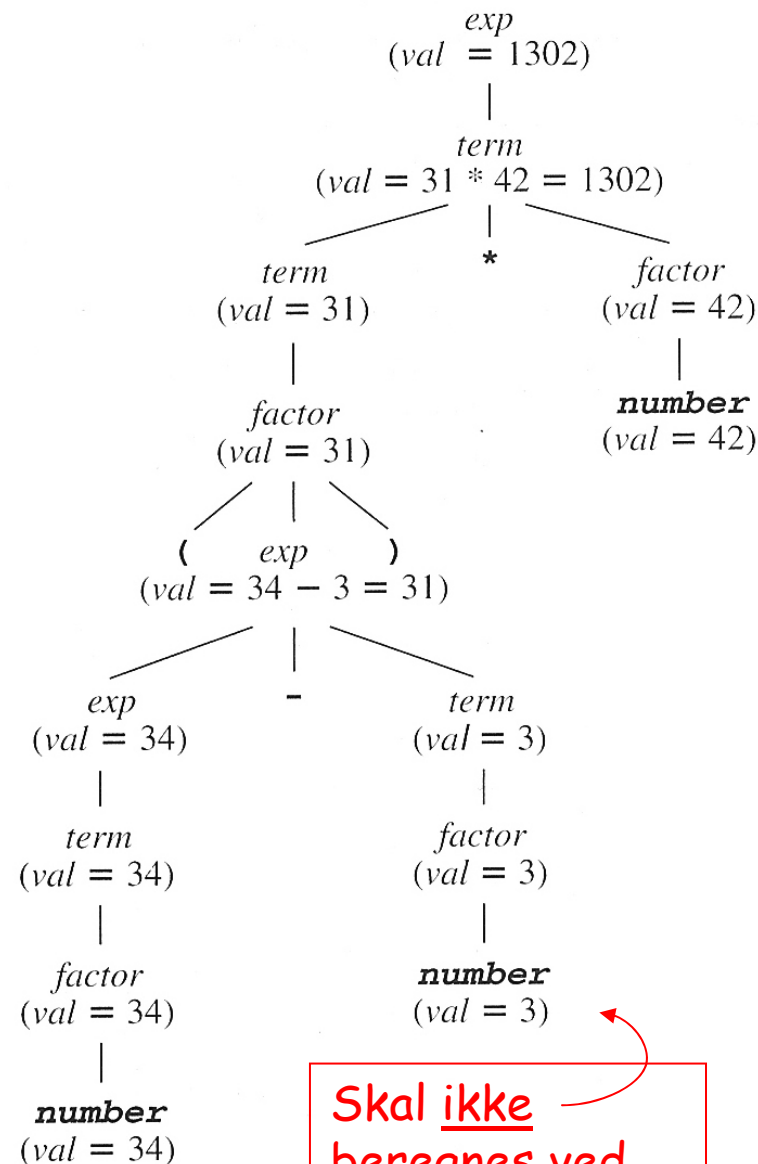 exp
(val = 1302)
term
(val = 31 * 42 = 1302)
term * factor
(val = 31) (val = 42)
factor number
(val = 31) (val = 42)
( exp )
(val = 34 − 3 = 31)
exp - term
(val = 34) (val = 3)
term factor
(val = 34) (val = 3)
factor number
(val = 34) (val = 3)
number
(val = 34)
Skal ikke
beregnes ved